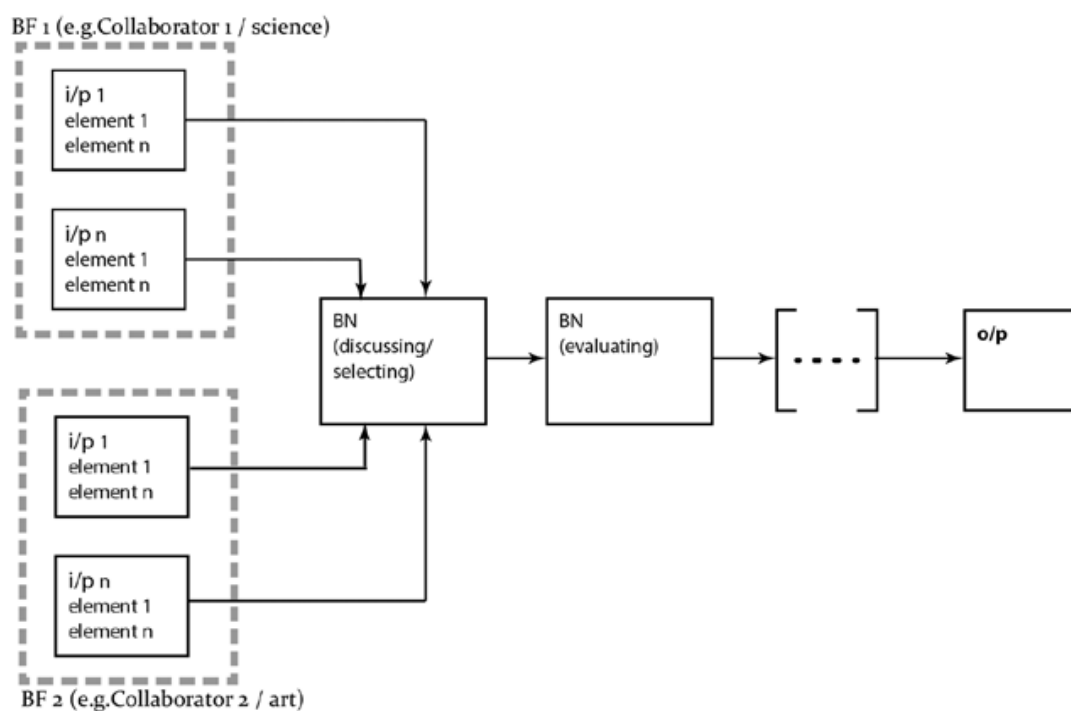 BF 1 (e.g.Collaborator 1 / science)
i/p 1
element 1
element n
i/p n
element 1
element n
BN
(discussing/
selecting)
BN
(evaluating)
o/p
i/p 1
element 1
element n
i/p n
element 1
element n
BF 2 (e.g.Collaborator 2 / art)